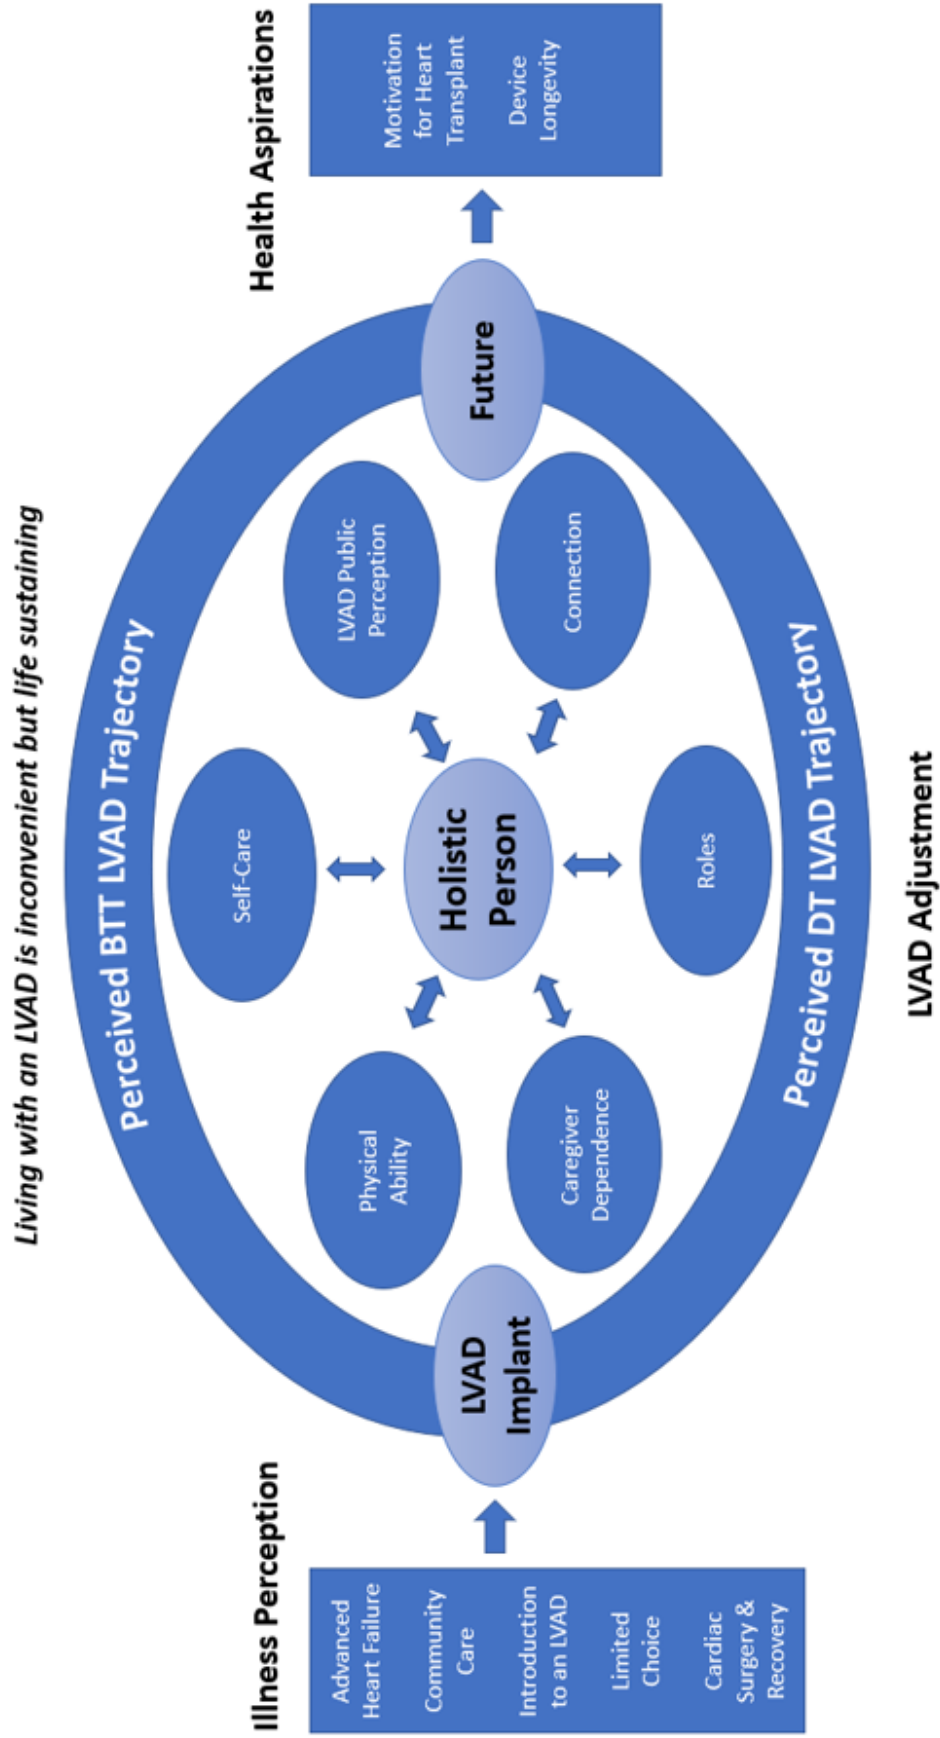 Living with an LVAD is inconvenient but life sustaining
Illness Perception
Health Aspirations
Advanced
Heart Failure
Community
Care
Introduction
to an LVAD
Limited
Choice
Cardiac
Surgery &
Recovery
LVAD
Implant
Perceived BTT LVAD Trajectory
Physical
Ability
Self-Care
LVAD Public
Perception
Holistic
Person
Caregiver
Dependence
Roles
Connection
Perceived DT LVAD Trajectory
Future
Motivation
for Heart
Transplant
Device
Longevity
LVAD Adjustment